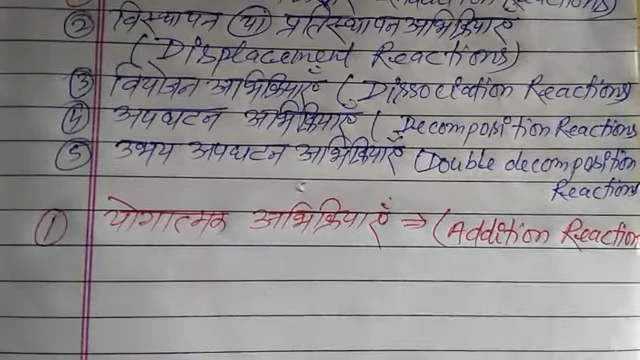 ② विस्थापन (या) प्रतिस्थापन अभिक्रियाएँ
(Displacement Reactions)
③ वियोजन अभिक्रियाएँ (Dissociation Reactions)
④ अपघटन अभिक्रियाएँ (Decomposition Reactions
⑤ उभय अपघटन अभिक्रियाएँ (Double decomposition
Reactions
① योगात्मक अभिक्रियाएँ ⇒ (Addition Reaction